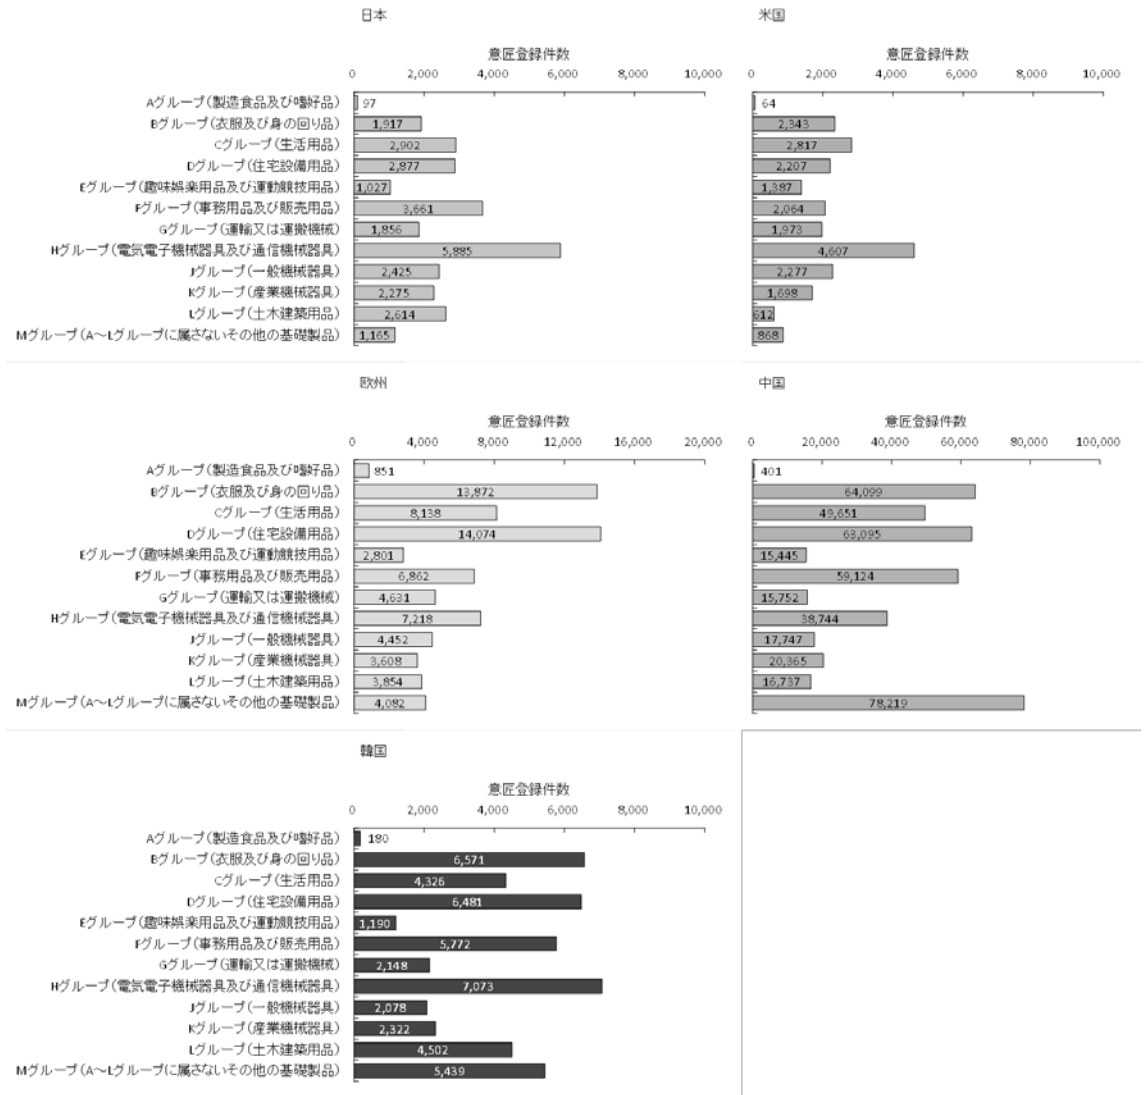 日本
意匠登録件数
0 2,000 4,000 6,000 8,000 10,000
Aグループ(製造食品及び嗜好品) 97
Bグループ(衣服及び身の回り品) 1,917
Cグループ(生活用品) 2,902
Dグループ(住宅設備用品) 2,877
Eグループ(趣味娯楽用品及び運動競技用品) 1,027
Fグループ(事務用品及び販売用品) 3,661
Gグループ(運輸又は運搬機械) 1,856
Hグループ(電気電子機械器具及び通信機械器具) 5,885
Jグループ(一般機械器具) 2,425
Kグループ(産業機械器具) 2,275
Lグループ(土木建築用品) 2,614
Mグループ(A～Lグループに属さないその他の基礎製品) 1,165
米国
意匠登録件数
0 2,000 4,000 6,000 8,000 10,000
64
2,343
2,817
2,207
1,387
2,064
1,973
4,607
2,277
1,698
612
868
欧州
意匠登録件数
0 4,000 8,000 12,000 16,000 20,000
Aグループ(製造食品及び嗜好品) 851
Bグループ(衣服及び身の回り品) 13,872
Cグループ(生活用品) 8,138
Dグループ(住宅設備用品) 14,074
Eグループ(趣味娯楽用品及び運動競技用品) 2,801
Fグループ(事務用品及び販売用品) 6,862
Gグループ(運輸又は運搬機械) 4,631
Hグループ(電気電子機械器具及び通信機械器具) 7,218
Jグループ(一般機械器具) 4,452
Kグループ(産業機械器具) 3,608
Lグループ(土木建築用品) 3,854
Mグループ(A～Lグループに属さないその他の基礎製品) 4,082
中国
意匠登録件数
0 20,000 40,000 60,000 80,000 100,000
401
64,099
49,651
63,095
15,445
59,124
15,752
38,744
17,747
20,365
16,737
78,219
韓国
意匠登録件数
0 2,000 4,000 6,000 8,000 10,000
Aグループ(製造食品及び嗜好品) 180
Bグループ(衣服及び身の回り品) 6,571
Cグループ(生活用品) 4,326
Dグループ(住宅設備用品) 6,481
Eグループ(趣味娯楽用品及び運動競技用品) 1,190
Fグループ(事務用品及び販売用品) 5,772
Gグループ(運輸又は運搬機械) 2,148
Hグループ(電気電子機械器具及び通信機械器具) 7,073
Jグループ(一般機械器具) 2,078
Kグループ(産業機械器具) 2,322
Lグループ(土木建築用品) 4,502
Mグループ(A～Lグループに属さないその他の基礎製品) 5,439